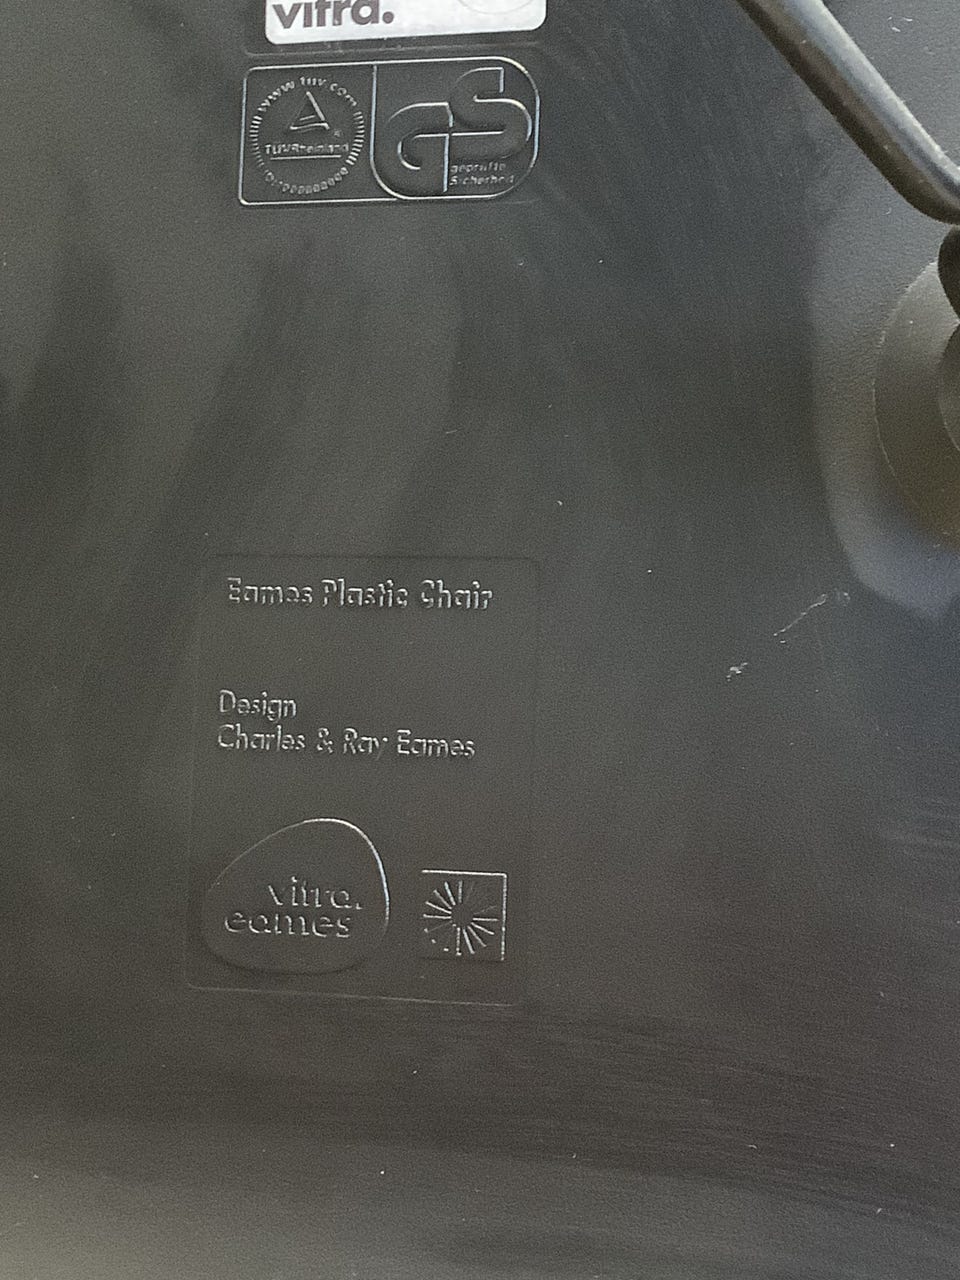 vitra.
www.tuv.com
TÜVRheinland
GS
geprüfte
Sicherheit
Eames Plastic Chair
Design
Charles & Ray Eames
vitra.
eames